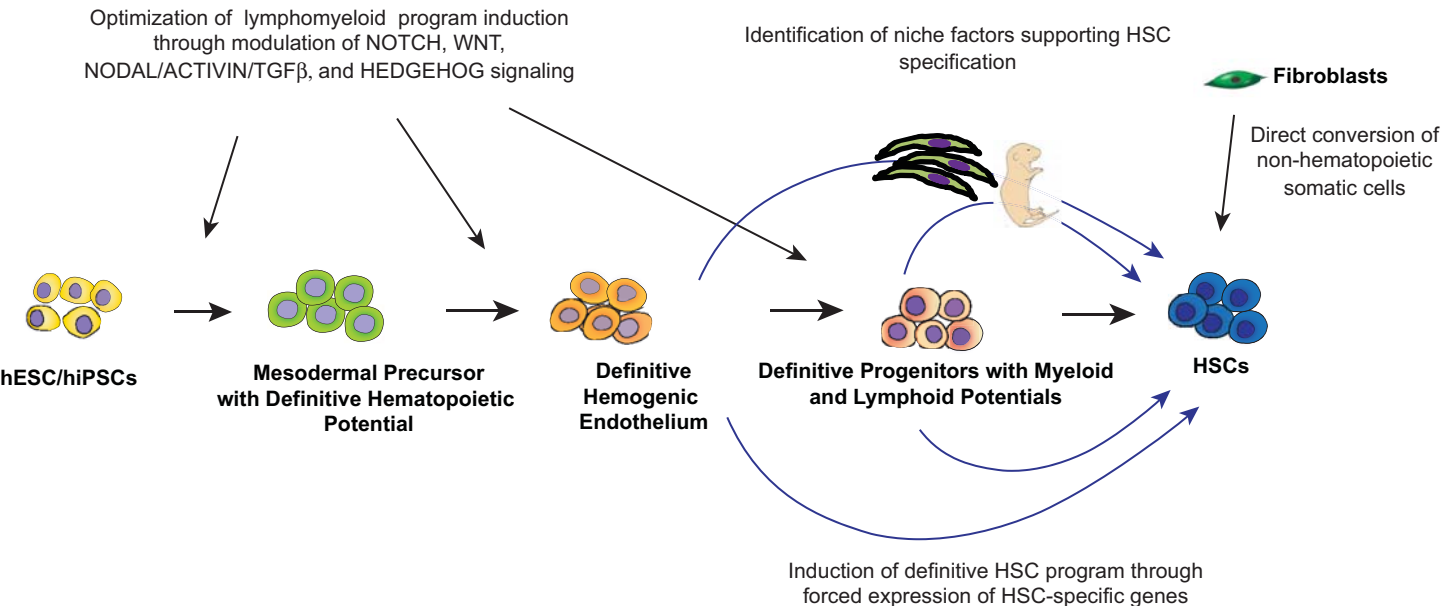 Optimization of lymphomyeloid program induction
through modulation of NOTCH, WNT,
NODAL/ACTIVIN/TGFβ, and HEDGEHOG signaling
Identification of niche factors supporting HSC
specification
Fibroblasts
Direct conversion of
non-hematopoietic
somatic cells
hESC/hiPSCs
Mesodermal Precursor
with Definitive Hematopoietic
Potential
Definitive
Hemogenic
Endothelium
Definitive Progenitors with Myeloid
and Lymphoid Potentials
HSCs
Induction of definitive HSC program through
forced expression of HSC-specific genes